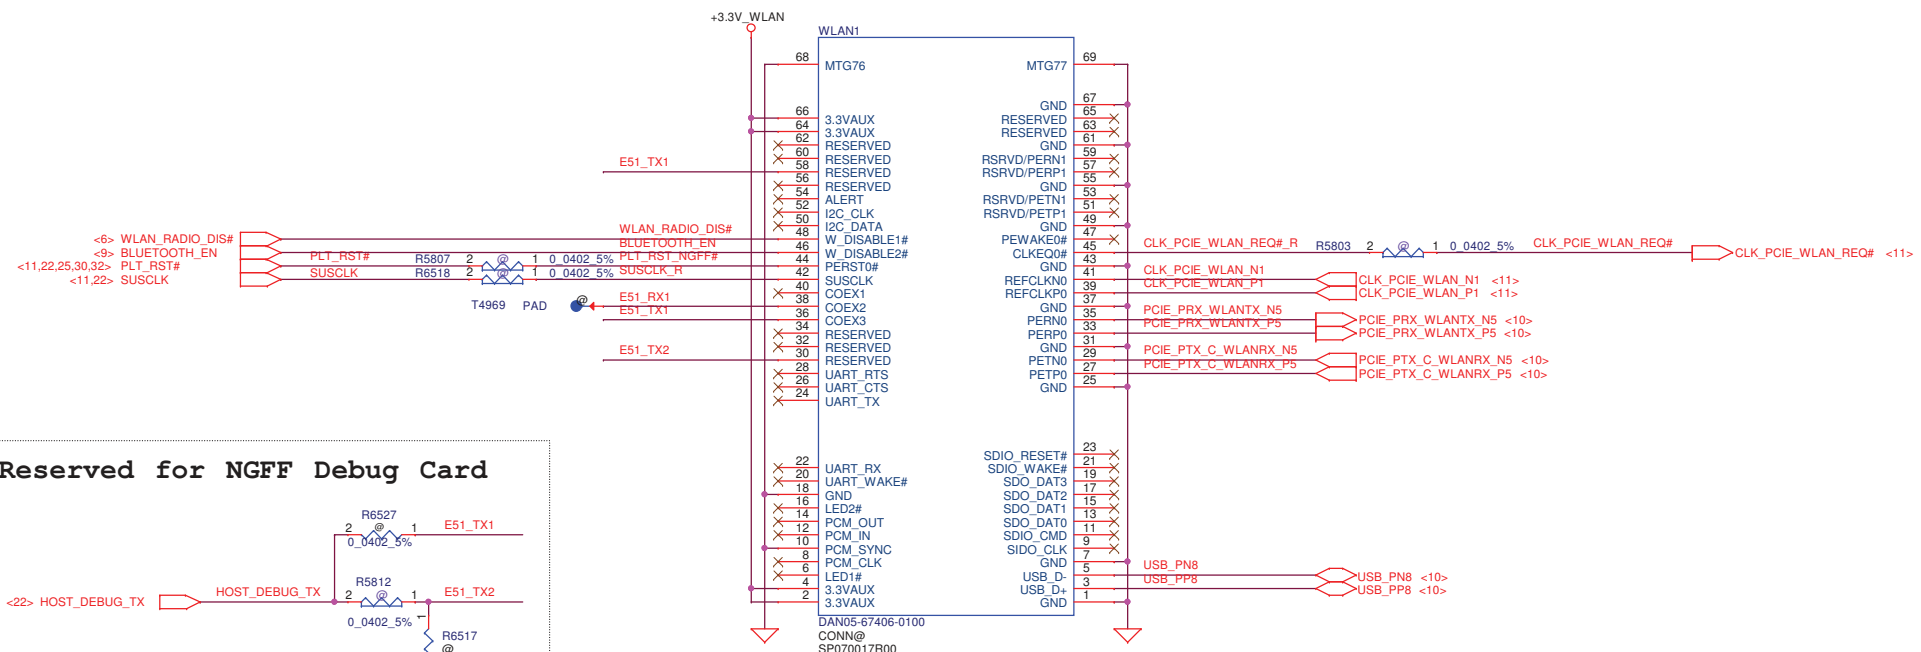 +3.3V_WLAN
WLAN1
68 MTG76 MTG77 69
GND 67
66 3.3VAUX RESERVED 65
64 3.3VAUX RESERVED 63
62 RESERVED GND 61
60 RESERVED RSRVD/PERN1 59
E51_TX1 58 RESERVED RSRVD/PERP1 57
56 RESERVED GND 55
54 ALERT RSRVD/PETN1 53
52 I2C_CLK RSRVD/PETP1 51
50 I2C_DATA GND 49
<6> WLAN_RADIO_DIS# WLAN_RADIO_DIS# 48 W_DISABLE1# PEWAKE0# 47
<9> BLUETOOTH_EN BLUETOOTH_EN 46 W_DISABLE2# CLKEQ0# 45 CLK_PCIE_WLAN_REQ#_R R5803 2 @ 1 0_0402_5% CLK_PCIE_WLAN_REQ# CLK_PCIE_WLAN_REQ# <11>
<11,22,25,30,32> PLT_RST# PLT_RST# R5807 2 @ 1 0_0402_5% PLT_RST_NGFF# 44 PERST0# GND 43
<11,22> SUSCLK SUSCLK R6518 2 @ 1 0_0402_5% SUSCLK_R 42 SUSCLK REFCLKN0 41 CLK_PCIE_WLAN_N1 CLK_PCIE_WLAN_N1 <11>
40 COEX1 REFCLKP0 39 CLK_PCIE_WLAN_P1 CLK_PCIE_WLAN_P1 <11>
T4969 PAD @ E51_RX1 38 COEX2 GND 37
E51_TX1 36 COEX3 PERN0 35 PCIE_PRX_WLANTX_N5 PCIE_PRX_WLANTX_N5 <10>
34 RESERVED PERP0 33 PCIE_PRX_WLANTX_P5 PCIE_PRX_WLANTX_P5 <10>
32 RESERVED GND 31
E51_TX2 30 RESERVED PETN0 29 PCIE_PTX_C_WLANRX_N5 PCIE_PTX_C_WLANRX_N5 <10>
28 UART_RTS PETP0 27 PCIE_PTX_C_WLANRX_P5 PCIE_PTX_C_WLANRX_P5 <10>
26 UART_CTS GND 25
24 UART_TX
SDIO_RESET# 23
22 UART_RX SDIO_WAKE# 21
20 UART_WAKE# SDO_DAT3 19
18 GND SDO_DAT2 17
16 LED2# SDO_DAT1 15
14 PCM_OUT SDO_DAT0 13
12 PCM_IN SDIO_CMD 11
10 PCM_SYNC SIDO_CLK 9
8 PCM_CLK GND 7
6 LED1# USB_D- 5 USB_PN8 USB_PN8 <10>
4 3.3VAUX USB_D+ 3 USB_PP8 USB_PP8 <10>
2 3.3VAUX GND 1
DAN05-67406-0100
CONN@
SP070017R00
Reserved for NGFF Debug Card
R6527
2 @ 1 E51_TX1
0_0402_5%
R5812
<22> HOST_DEBUG_TX HOST_DEBUG_TX 2 @ 1 E51_TX2
0_0402_5% 1
R6517
@